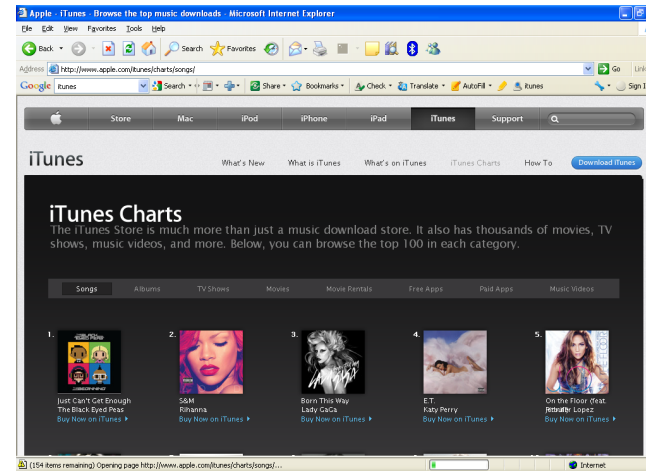 Apple - iTunes - Browse the top music downloads - Microsoft Internet Explorer
File Edit View Favorites Tools Help
Back Search Favorites
Address http://www.apple.com/itunes/charts/songs/ Go Link
Google itunes Search Share Bookmarks Check Translate AutoFill itunes Sign I
Store Mac iPod iPhone iPad iTunes Support
iTunes What's New What is iTunes What's on iTunes iTunes Charts How To Download iTunes
iTunes Charts
The iTunes Store is much more than just a music download store. It also has thousands of movies, TV
shows, music videos, and more. Below, you can browse the top 100 in each category.
Songs Albums TV Shows Movies Movie Rentals Free Apps Paid Apps Music Videos
1. 2. 3. 4. 5.
Just Can't Get Enough S&M Born This Way E.T. On the Floor (feat.
The Black Eyed Peas Rihanna Lady GaGa Katy Perry Lopez
Buy Now on iTunes Buy Now on iTunes Buy Now on iTunes Buy Now on iTunes Buy Now on iTunes
(154 items remaining) Opening page http://www.apple.com/itunes/charts/songs/... Internet